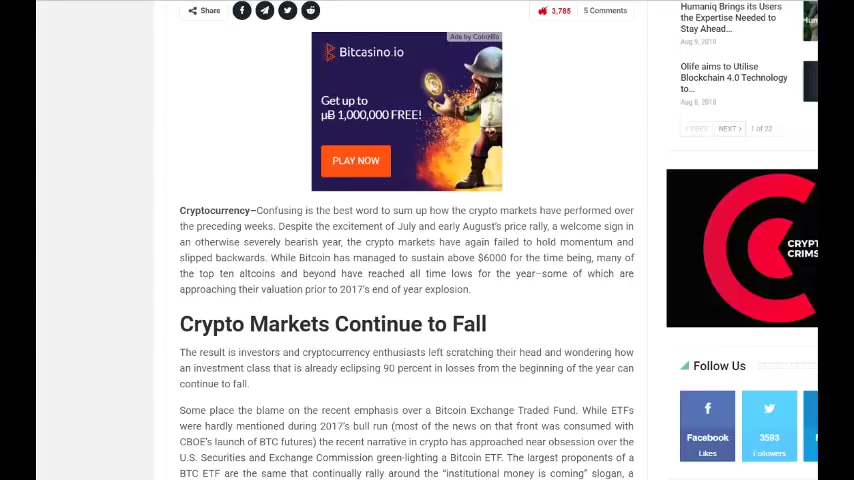 Share
3,785
5 Comments
Ads by Coinzilla
Bitcasino.io
Get up to
µɃ 1,000,000 FREE!
PLAY NOW
Cryptocurrency–Confusing is the best word to sum up how the crypto markets have performed over
the preceding weeks. Despite the excitement of July and early August's price rally, a welcome sign in
an otherwise severely bearish year, the crypto markets have again failed to hold momentum and
slipped backwards. While Bitcoin has managed to sustain above $6000 for the time being, many of
the top ten altcoins and beyond have reached all time lows for the year–some of which are
approaching their valuation prior to 2017's end of year explosion.
Crypto Markets Continue to Fall
The result is investors and cryptocurrency enthusiasts left scratching their head and wondering how
an investment class that is already eclipsing 90 percent in losses from the beginning of the year can
continue to fall.
Some place the blame on the recent emphasis over a Bitcoin Exchange Traded Fund. While ETFs
were hardly mentioned during 2017's bull run (most of the news on that front was consumed with
CBOE's launch of BTC futures) the recent narrative in crypto has approached near obsession over the
U.S. Securities and Exchange Commission green-lighting a Bitcoin ETF. The largest proponents of a
BTC ETF are the same that continually rally around the "institutional money is coming" slogan, a
Humaniq Brings its Users
the Expertise Needed to
Stay Ahead...
Aug 9, 2018
Olife aims to Utilise
Blockchain 4.0 Technology
to...
Aug 8, 2018
< PREV
NEXT >
1 of 22
CRYPT
CRIMS
Follow Us
Facebook
Likes
3593
Followers